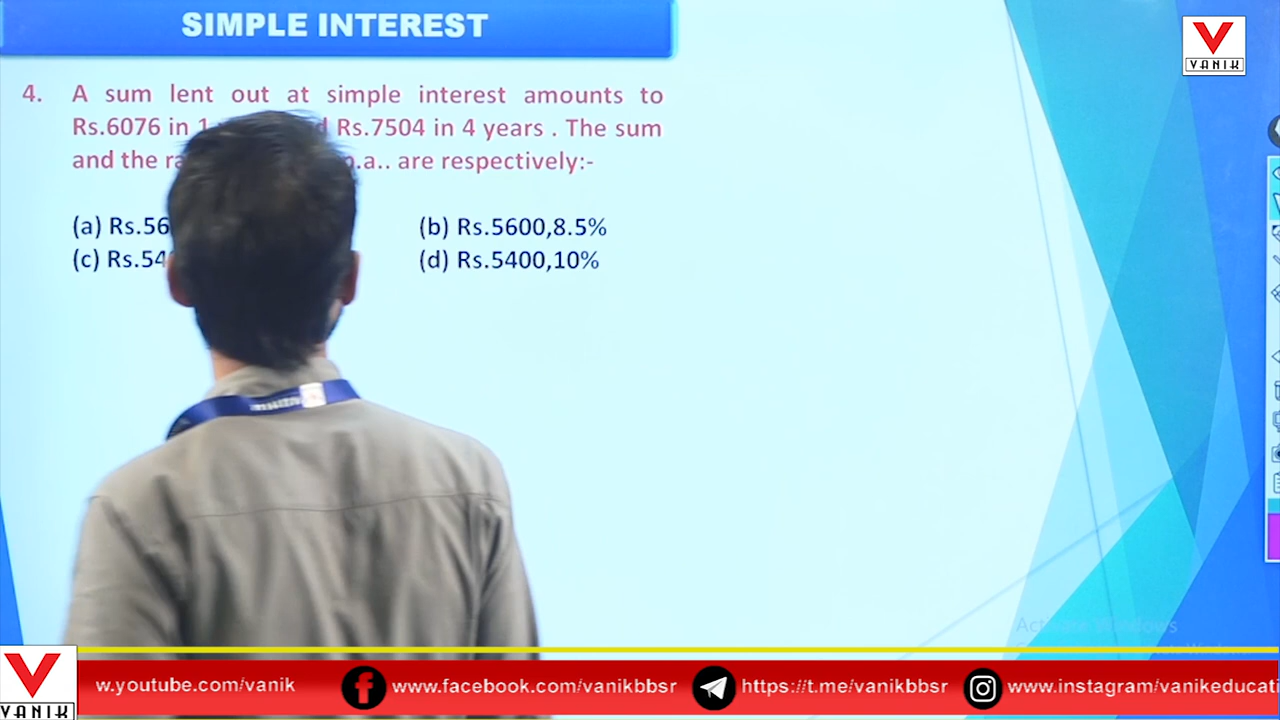 SIMPLE INTEREST
VANIK
4. A sum lent out at simple interest amounts to
Rs.6076 in 1 Rs.7504 in 4 years . The sum
and the p.a.. are respectively:-
(a) Rs.56 (b) Rs.5600,8.5%
(c) Rs.54 (d) Rs.5400,10%
Activate Windows
VANIK
w.youtube.com/vanik www.facebook.com/vanikbbsr https://t.me/vanikbbsr www.instagram/vanikeducati